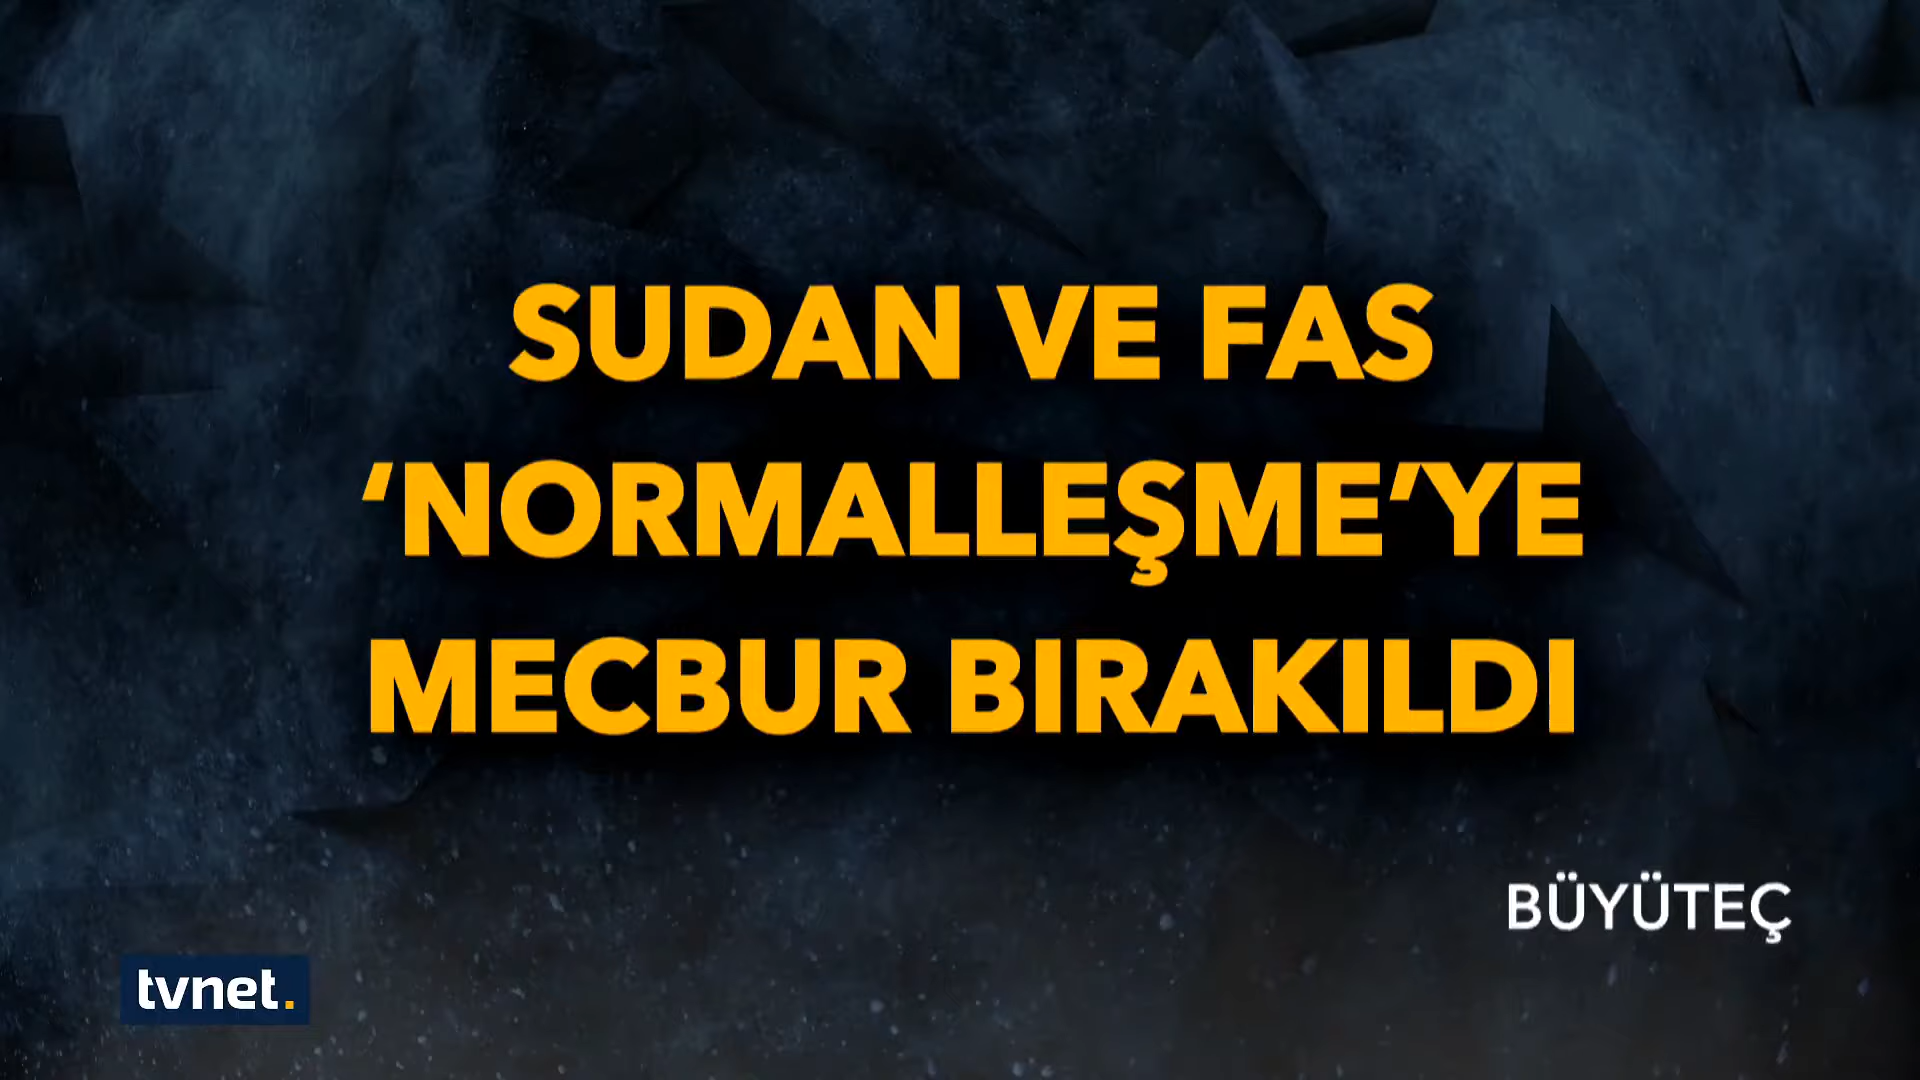 SUDAN VE FAS
‘NORMALLEŞME’YE
MECBUR BIRAKILDI
BÜYÜTEÇ
tvnet.